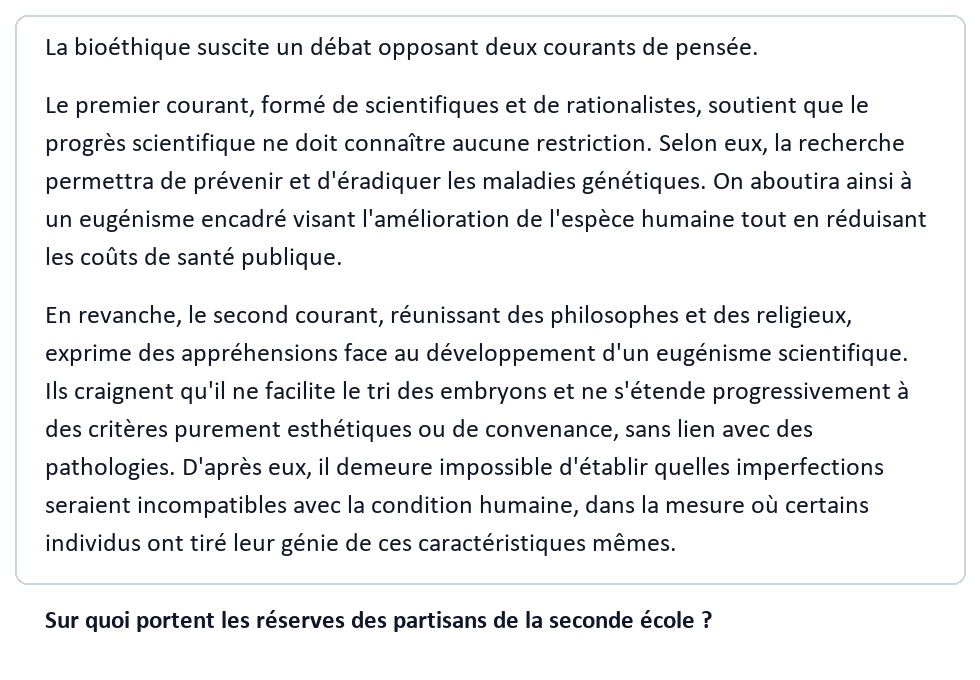 La bioéthique suscite un débat opposant deux courants de pensée.
Le premier courant, formé de scientifiques et de rationalistes, soutient que le
progrès scientifique ne doit connaître aucune restriction. Selon eux, la recherche
permettra de prévenir et d'éradiquer les maladies génétiques. On aboutira ainsi à
un eugénisme encadré visant l'amélioration de l'espèce humaine tout en réduisant
les coûts de santé publique.
En revanche, le second courant, réunissant des philosophes et des religieux,
exprime des appréhensions face au développement d'un eugénisme scientifique.
Ils craignent qu'il ne facilite le tri des embryons et ne s'étende progressivement à
des critères purement esthétiques ou de convenance, sans lien avec des
pathologies. D'après eux, il demeure impossible d'établir quelles imperfections
seraient incompatibles avec la condition humaine, dans la mesure où certains
individus ont tiré leur génie de ces caractéristiques mêmes.
Sur quoi portent les réserves des partisans de la seconde école ?